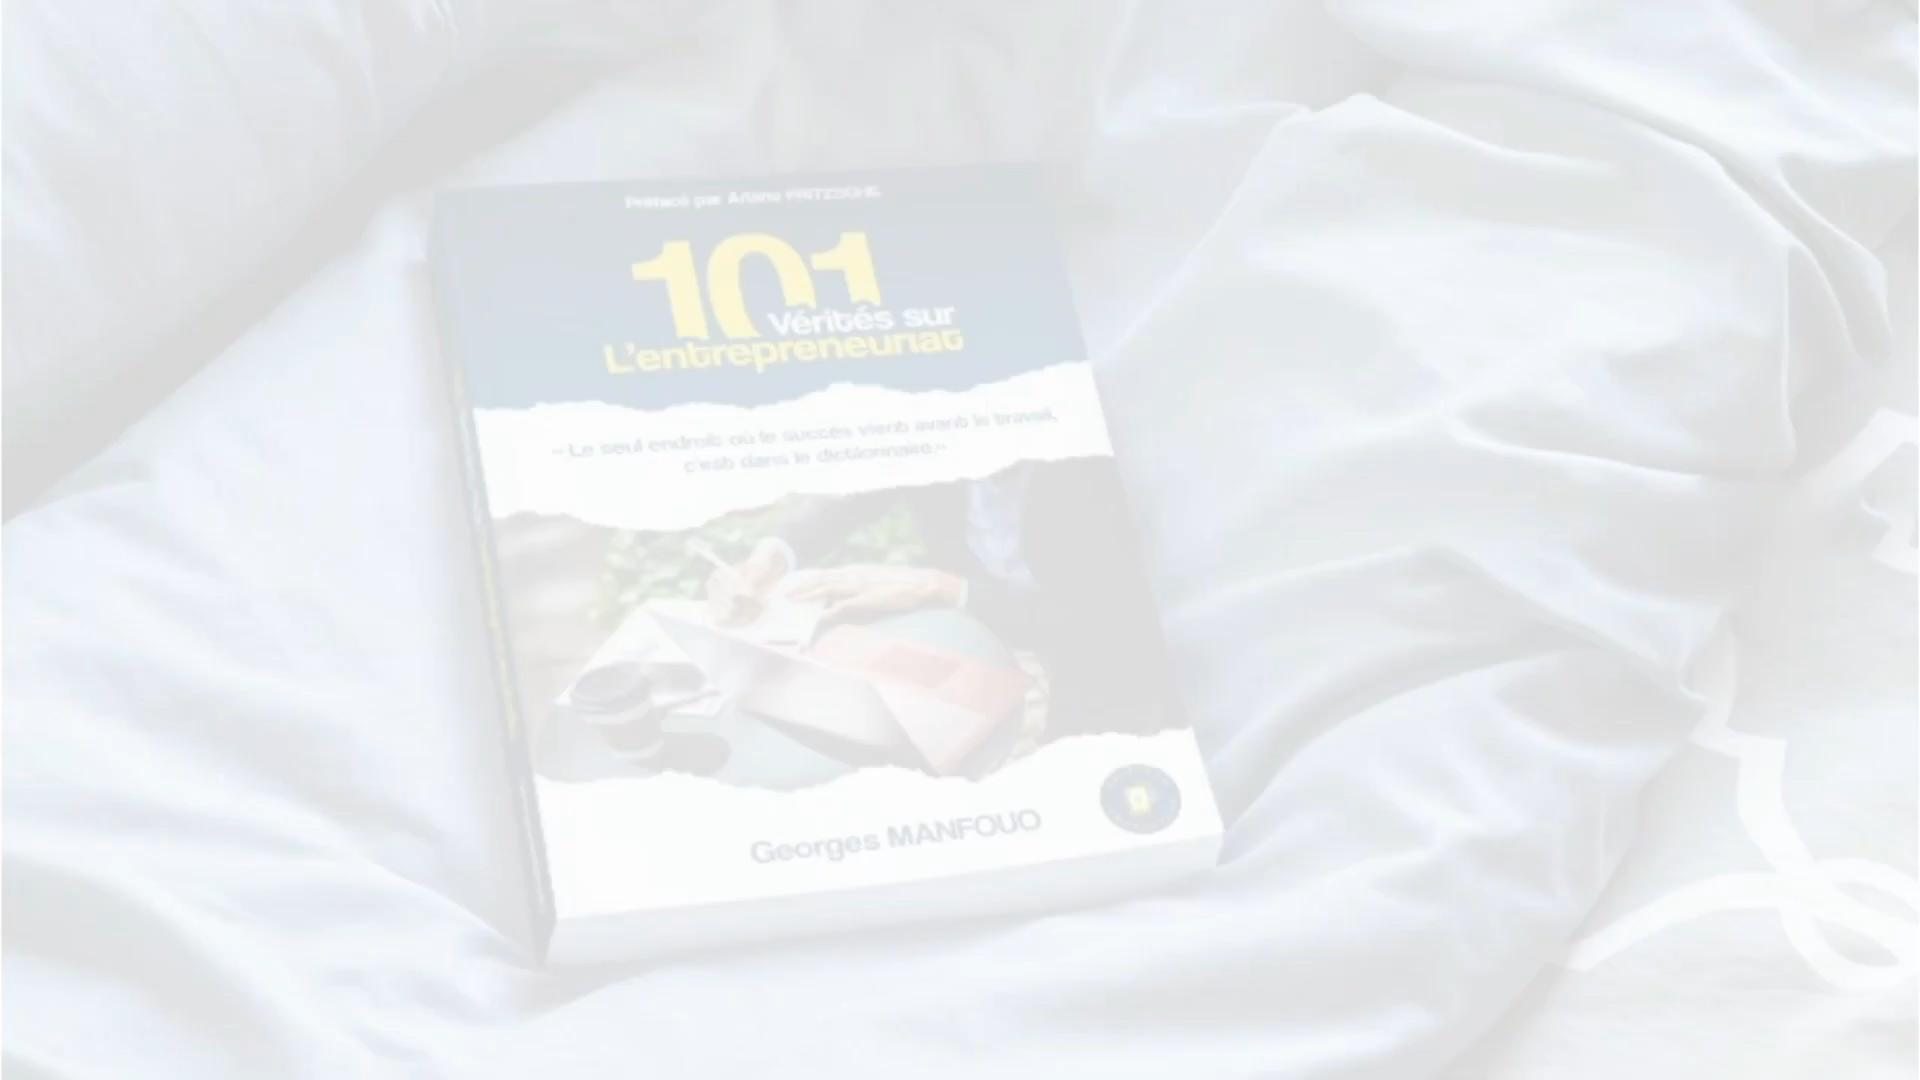 Préfacé par Ariane FRITZSCHE
101
Vérités sur
L'entrepreneuriat
« Le seul endroit où le succès vient avant le travail,
c'est dans le dictionnaire.»
Georges MANFOUO